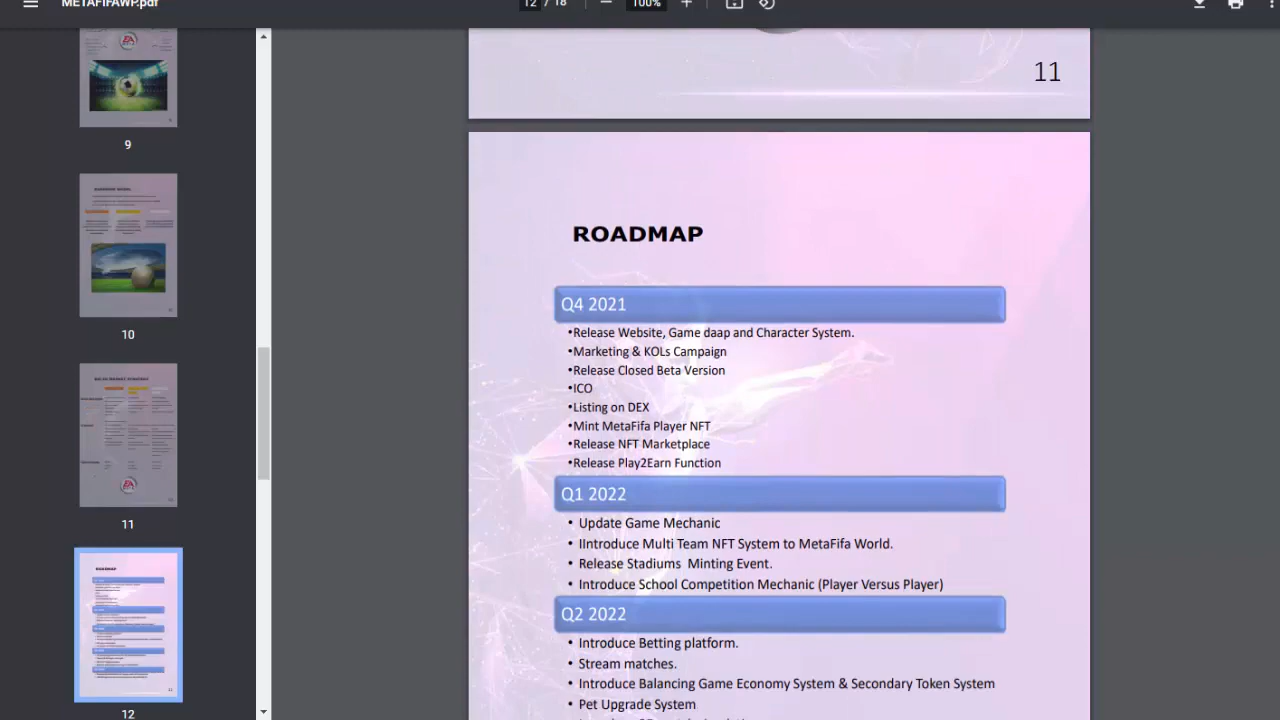 METAFIFAWP.pdf
12 / 18
100%
9
10
11
12
11
ROADMAP
Q4 2021
•Release Website, Game daap and Character System.
•Marketing & KOLs Campaign
•Release Closed Beta Version
•ICO
•Listing on DEX
•Mint MetaFifa Player NFT
•Release NFT Marketplace
•Release Play2Earn Function
Q1 2022
• Update Game Mechanic
• IIntroduce Multi Team NFT System to MetaFifa World.
• Release Stadiums Minting Event.
• Introduce School Competition Mechanic (Player Versus Player)
Q2 2022
• Introduce Betting platform.
• Stream matches.
• Introduce Balancing Game Economy System & Secondary Token System
• Pet Upgrade System